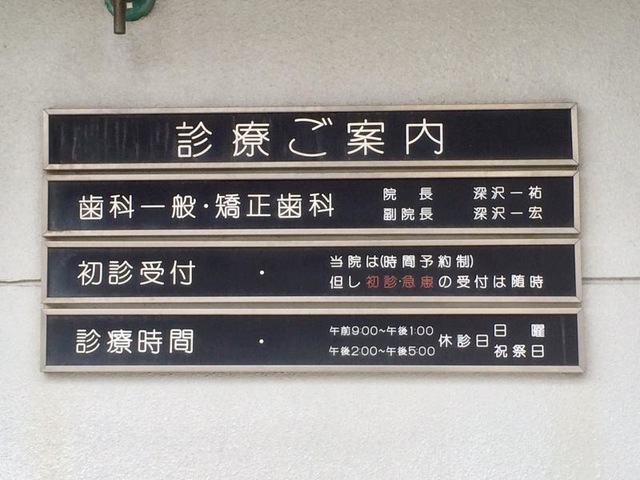 診療ご案内
歯科一般・矯正歯科
院長 深沢一祐
副院長 深沢一宏
初診受付 ・
当院は(時間予約制)
但し初診・急患の受付は随時
診療時間 ・
午前9:00〜午後1:00
午後2:00〜午後5:00
休診日
日曜
祝祭日